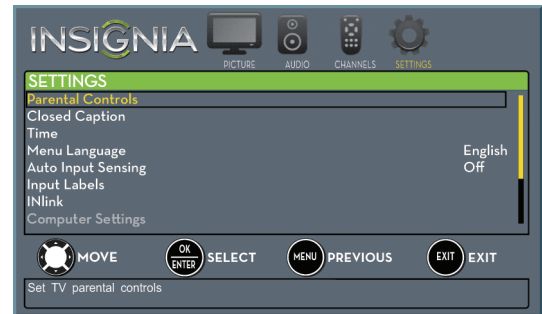 INSIGNIA
PICTURE AUDIO CHANNELS SETTINGS
SETTINGS
Parental Controls
Closed Caption
Time
Menu Language English
Auto Input Sensing Off
Input Labels
INlink
Computer Settings
MOVE OK ENTER SELECT MENU PREVIOUS EXIT EXIT
Set TV parental controls